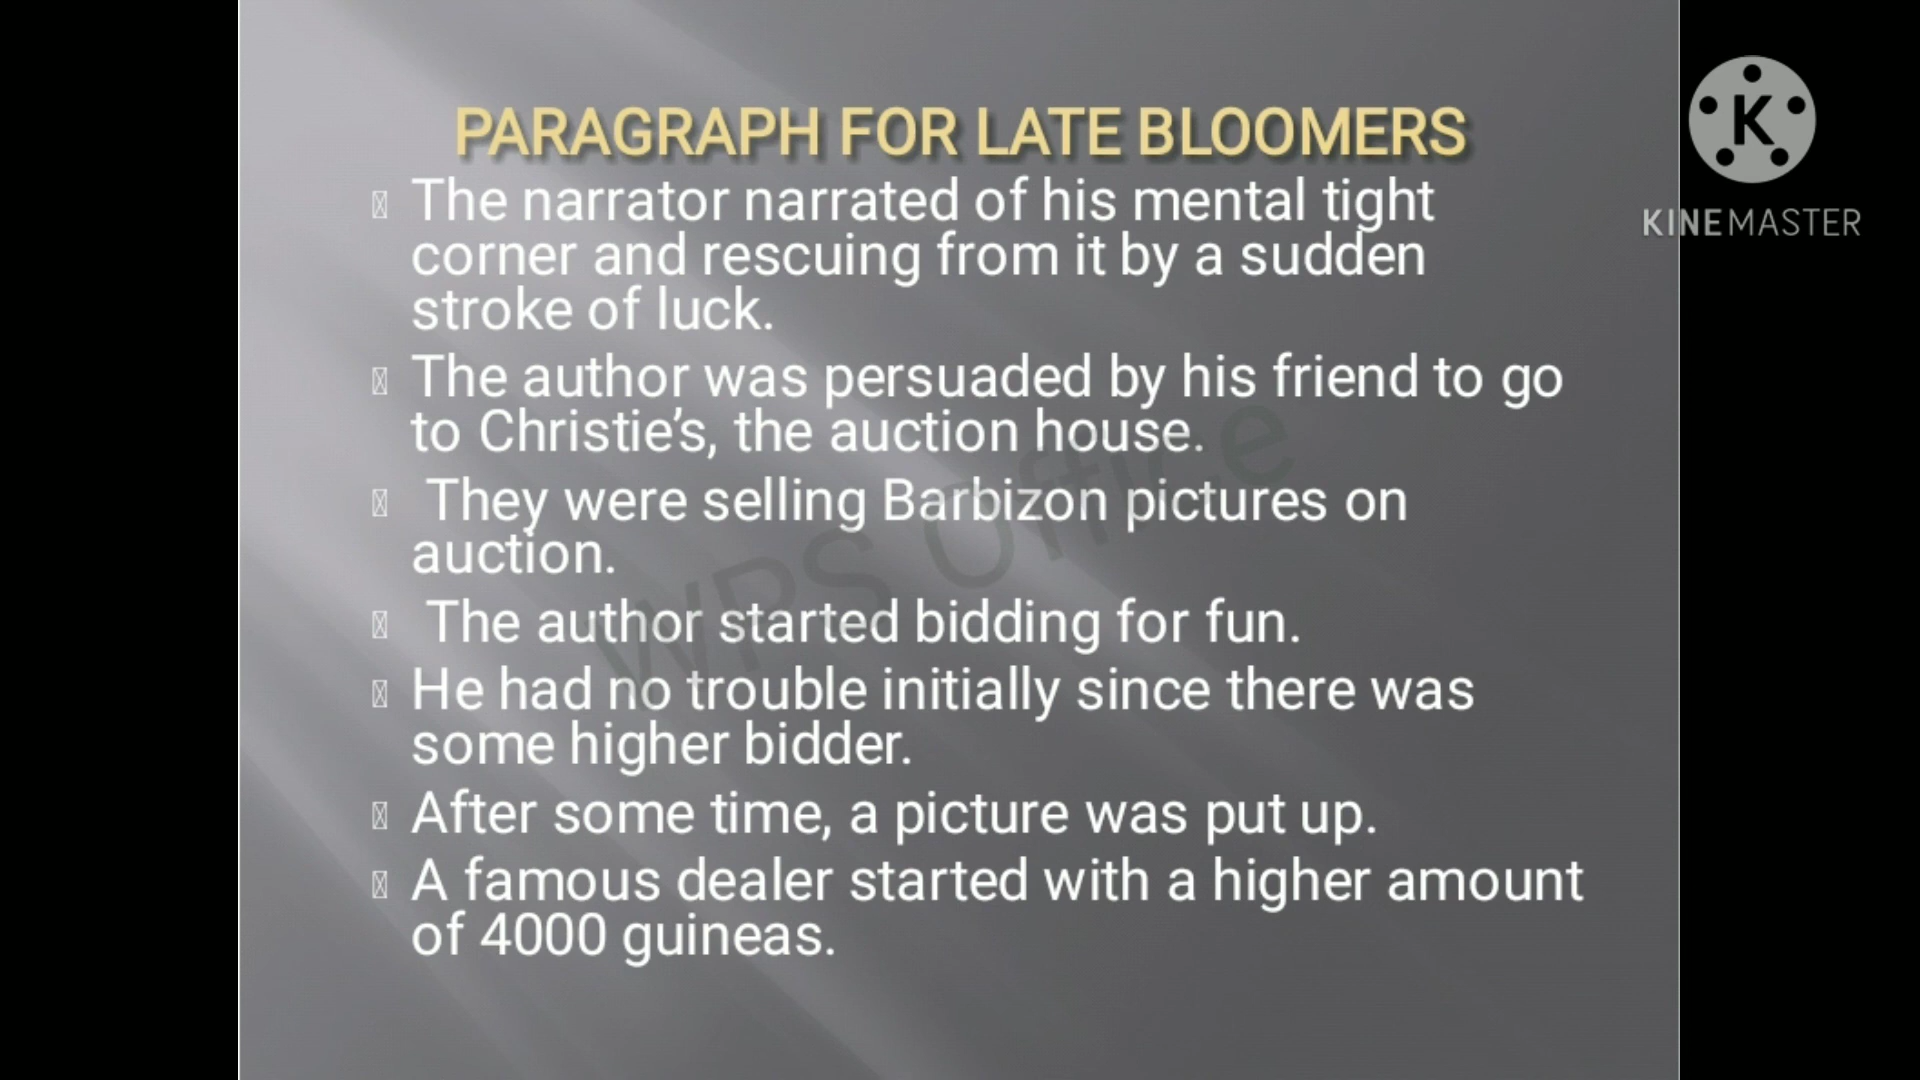 PARAGRAPH FOR LATE BLOOMERS
The narrator narrated of his mental tight
corner and rescuing from it by a sudden
stroke of luck.
The author was persuaded by his friend to go
to Christie's, the auction house.
They were selling Barbizon pictures on
auction.
The author started bidding for fun.
He had no trouble initially since there was
some higher bidder.
After some time, a picture was put up.
A famous dealer started with a higher amount
of 4000 guineas.
WPS Office
K
KINEMASTER